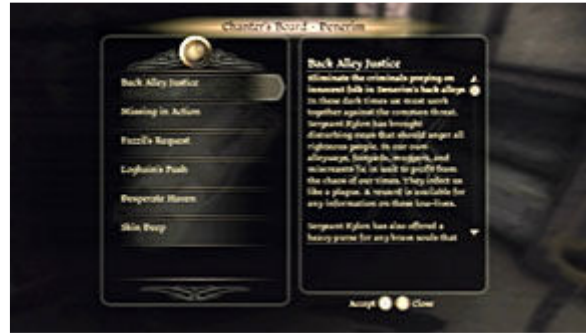 Chanter's Board - Denerim
Back Alley Justice
Missing in Action
Fazzil's Request
Loghain's Push
Desperate Haven
Skin Deep
Back Alley Justice
Eliminate the criminals preying on
innocent folk in Denerim's back alleys
In these dark times we must work
together against the common threat.
Sergeant Kylon has brought
disturbing news that should anger all
righteous people. In our own
alleyways, footpads, muggers, and
miscreants lie in wait to profit from
the chaos of our times. They infect us
like a plague. A reward is available for
any information on these low-lives.
Sergeant Kylon has also offered a
heavy purse for any brave souls that
Accept Close